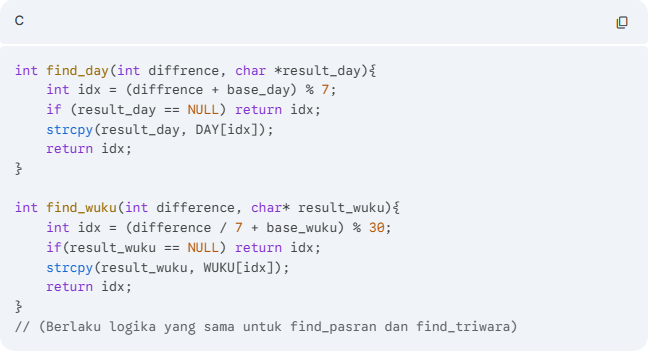 C
int find_day(int diffrence, char *result_day){
    int idx = (diffrence + base_day) % 7;
    if (result_day == NULL) return idx;
    strcpy(result_day, DAY[idx]);
    return idx;
}

int find_wuku(int difference, char* result_wuku){
    int idx = (difference / 7 + base_wuku) % 30;
    if(result_wuku == NULL) return idx;
    strcpy(result_wuku, WUKU[idx]);
    return idx;
}
// (Berlaku logika yang sama untuk find_pasran dan find_triwara)